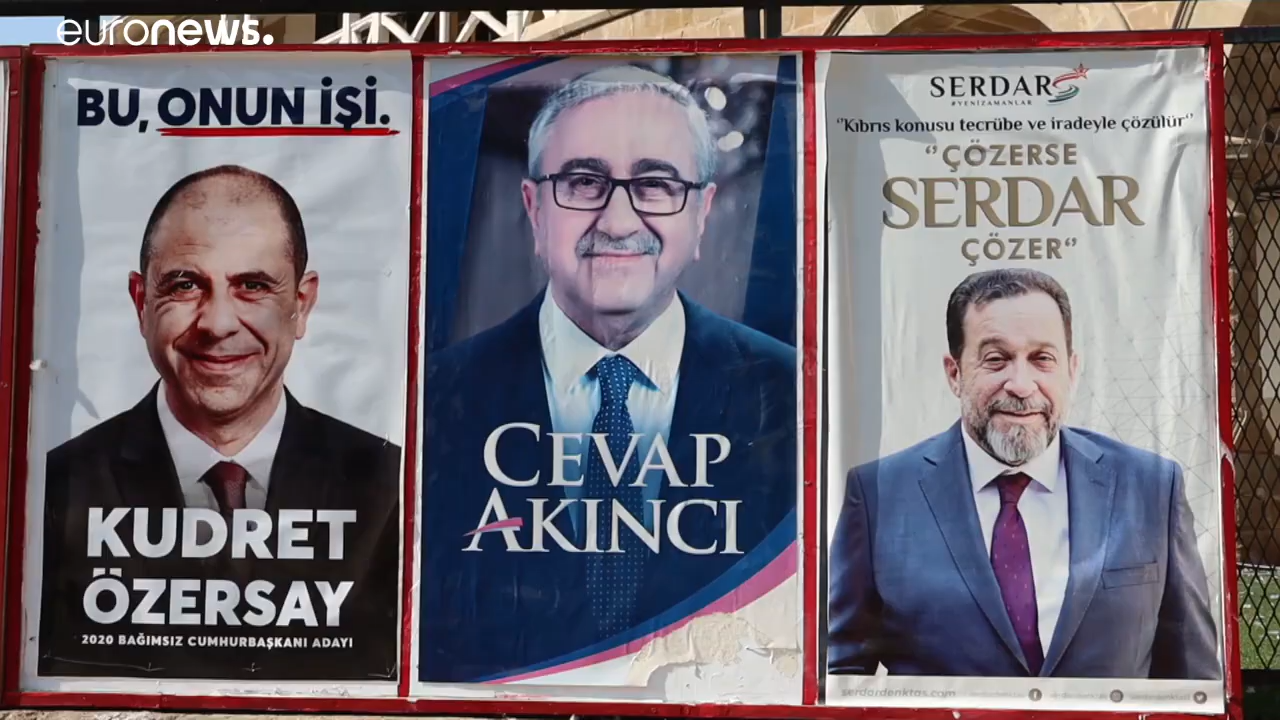 euronews.
BU, ONUN İŞİ.
KUDRET
ÖZERSAY
2020 BAĞIMSIZ CUMHURBAŞKANI ADAYI
CEVAP
AKINCI
SERDAR
#YENİZAMANLAR
‘’Kıbrıs konusu tecrübe ve iradeyle çözülür’’
‘’ÇÖZERSE
SERDAR
ÇÖZER‘’
serdardenktas.com